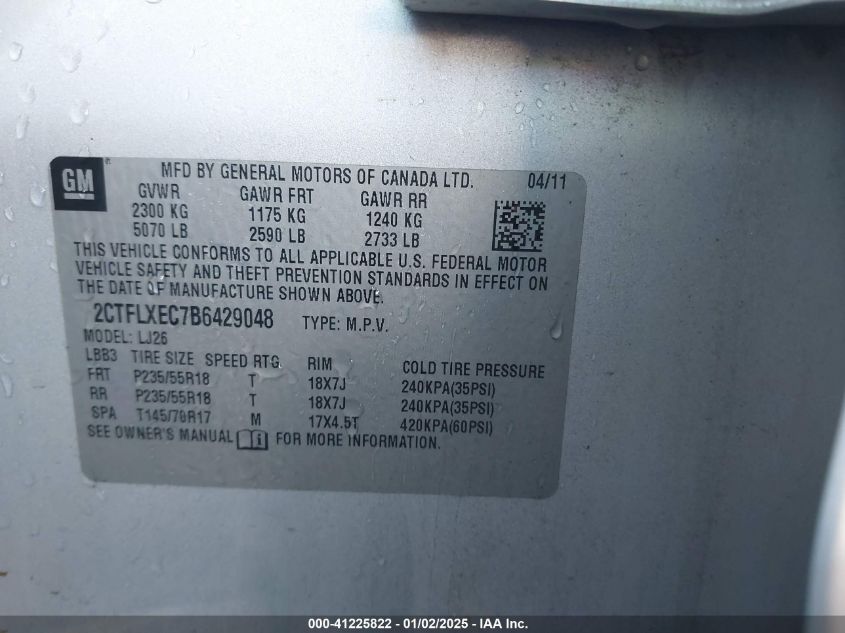 GM
MFD BY GENERAL MOTORS OF CANADA LTD. 04/11
GVWR GAWR FRT GAWR RR
2300 KG 1175 KG 1240 KG
5070 LB 2590 LB 2733 LB
THIS VEHICLE CONFORMS TO ALL APPLICABLE U.S. FEDERAL MOTOR
VEHICLE SAFETY AND THEFT PREVENTION STANDARDS IN EFFECT ON
THE DATE OF MANUFACTURE SHOWN ABOVE.
2CTFLXEC7B6429048 TYPE: M.P.V.
MODEL: LJ26
LBB3 TIRE SIZE SPEED RTG RIM COLD TIRE PRESSURE
FRT P235/55R18 T 18X7J 240KPA(35PSI)
RR P235/55R18 T 18X7J 240KPA(35PSI)
SPA T145/70R17 M 17X4.5T 420KPA(60PSI)
SEE OWNER'S MANUAL i FOR MORE INFORMATION.
000-41225822 - 01/02/2025 - IAA Inc.